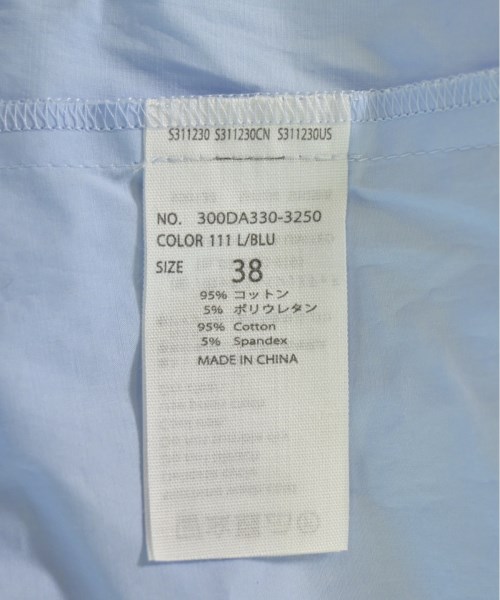 S311230 S311230CN S311230US
NO. 300DA330-3250
COLOR 111 L/BLU
SIZE 38
95% コットン
5% ポリウレタン
95% Cotton
5% Spandex
MADE IN CHINA